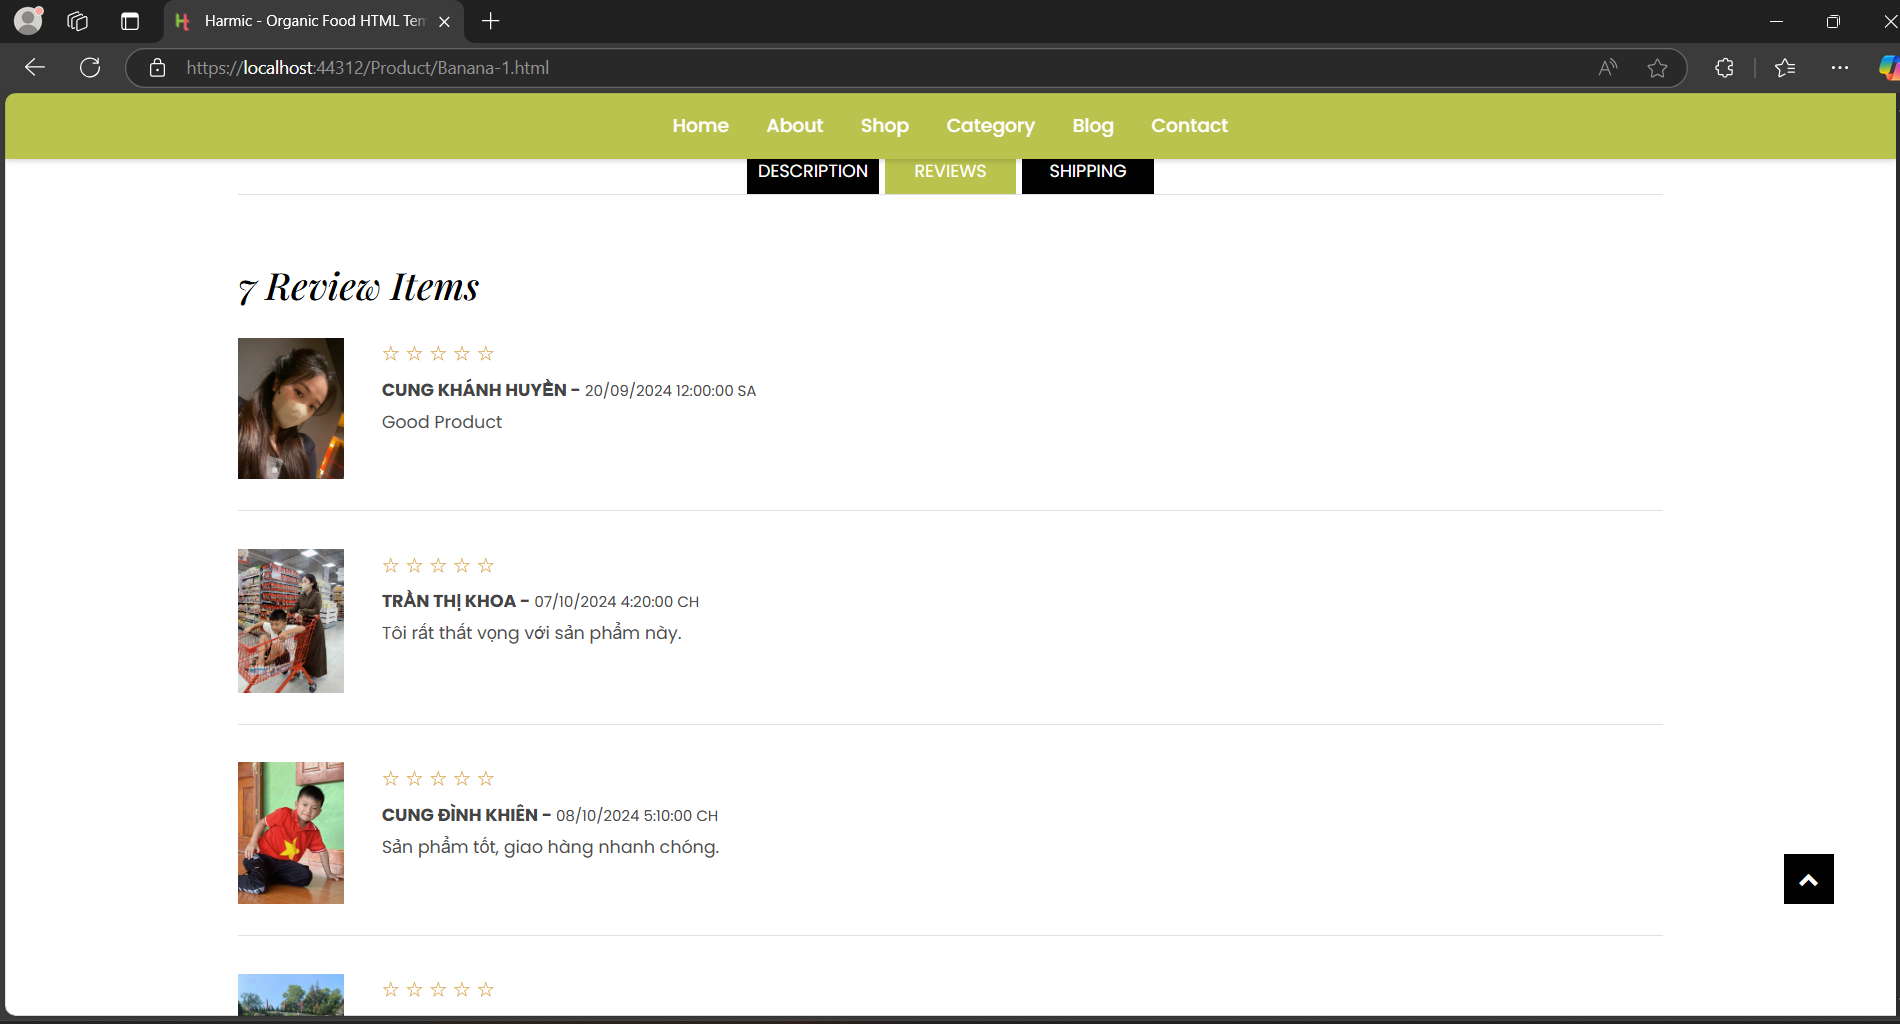 Harmic - Organic Food HTML Tem
https://localhost:44312/Product/Banana-1.html
Home About Shop Category Blog Contact
DESCRIPTION REVIEWS SHIPPING
7 Review Items
CUNG KHÁNH HUYỀN - 20/09/2024 12:00:00 SA
Good Product
TRẦN THỊ KHOA - 07/10/2024 4:20:00 CH
Tôi rất thất vọng với sản phẩm này.
CUNG ĐÌNH KHIÊN - 08/10/2024 5:10:00 CH
Sản phẩm tốt, giao hàng nhanh chóng.